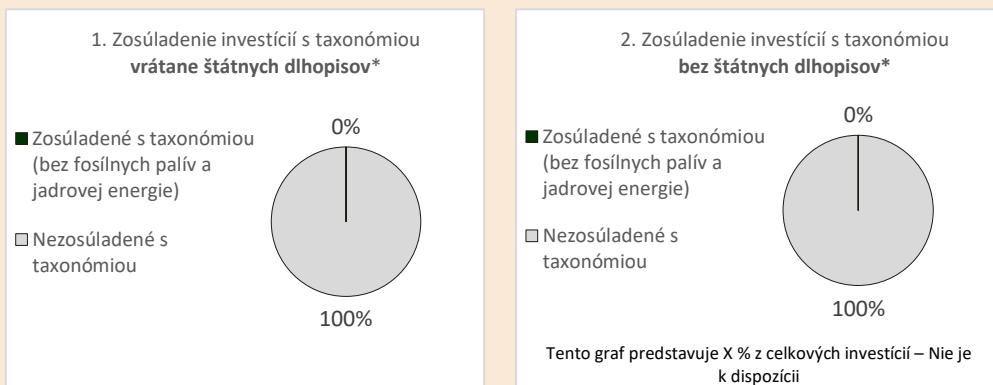 1. Zosúladenie investícií s taxonómiou
vrátane štátnych dlhopisov*
Zosúladené s taxonómiou
(bez fosílnych palív a
jadrovej energie)
Nezosúladené s
taxonómiou
0%
100%
2. Zosúladenie investícií s taxonómiou
bez štátnych dlhopisov*
Zosúladené s taxonómiou
(bez fosílnych palív a
jadrovej energie)
Nezosúladené s
taxonómiou
0%
100%
Tento graf predstavuje X % z celkových investícií – Nie je
k dispozícii